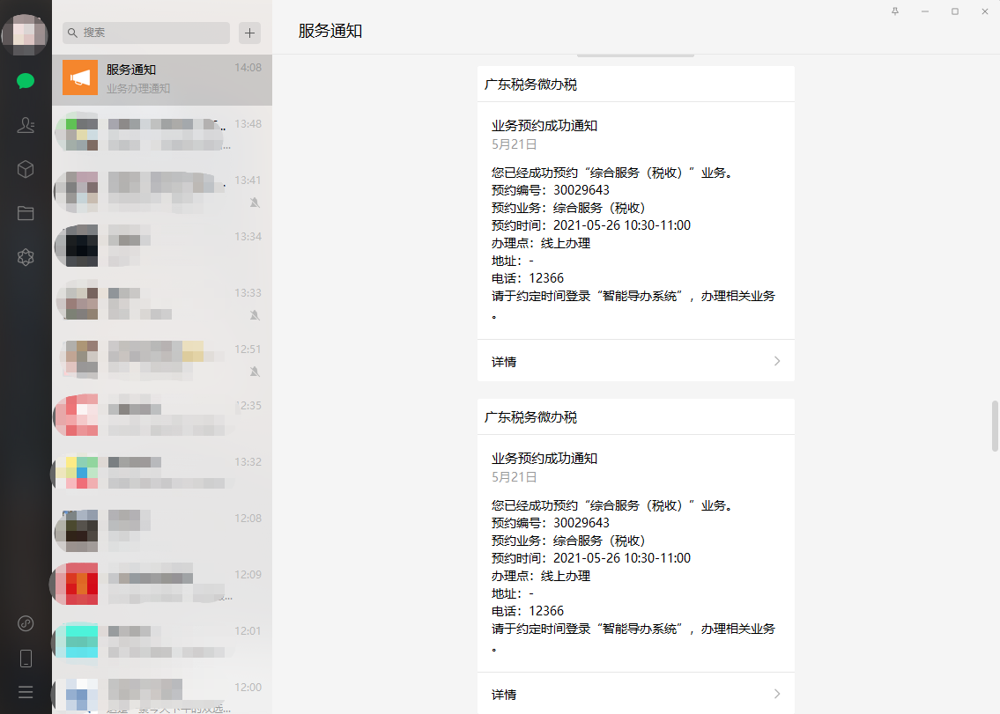 搜索
服务通知
服务通知
14:08
业务办理通知
13:48
13:41
13:34
13:33
12:51
12:35
13:32
12:08
12:09
12:01
12:00
广东税务微办税
业务预约成功通知
5月21日
您已经成功预约“综合服务（税收）”业务。
预约编号：30029643
预约业务：综合服务（税收）
预约时间：2021-05-26 10:30-11:00
办理点：线上办理
地址：-
电话：12366
请于约定时间登录“智能导办系统”，办理相关业务
。
详情
广东税务微办税
业务预约成功通知
5月21日
您已经成功预约“综合服务（税收）”业务。
预约编号：30029643
预约业务：综合服务（税收）
预约时间：2021-05-26 10:30-11:00
办理点：线上办理
地址：-
电话：12366
请于约定时间登录“智能导办系统”，办理相关业务
。
详情